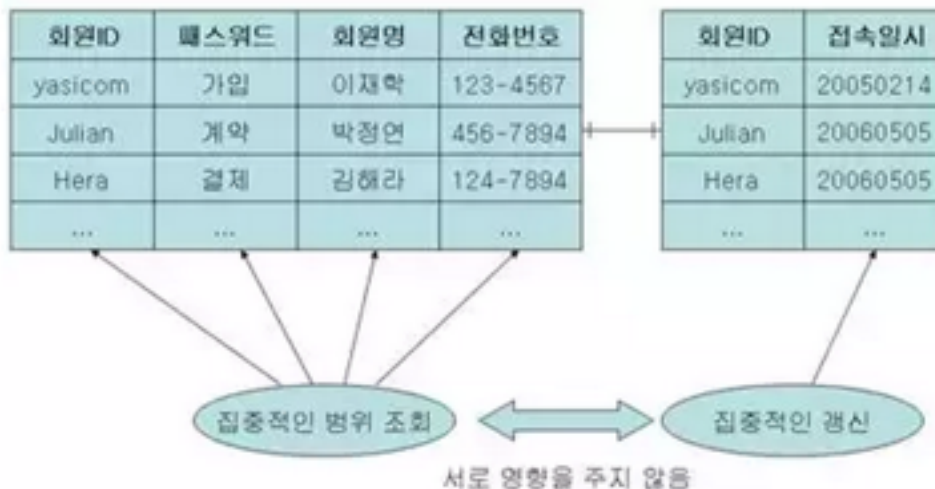 회원ID 패스워드 회원명 전화번호
yasicom 가입 이재학 123-4567
Julian 계약 박정연 456-7894
Hera 결제 김해라 124-7894
... ... ... ...
회원ID 접속일시
yasicom 20050214
Julian 20060505
Hera 20060505
... ...
집중적인 범위 조회
집중적인 갱신
서로 영향을 주지 않음